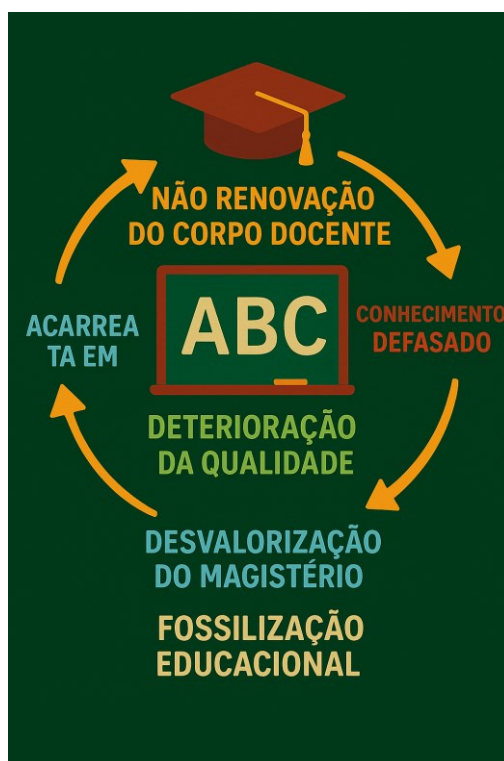 NÃO RENOVAÇÃO
DO CORPO DOCENTE
CONHECIMENTO
DEFASADO
ACARREA
TA EM
ABC
DETERIORAÇÃO
DA QUALIDADE
DESVALORIZAÇÃO
DO MAGISTÉRIO
FOSSILIZAÇÃO
EDUCACIONAL